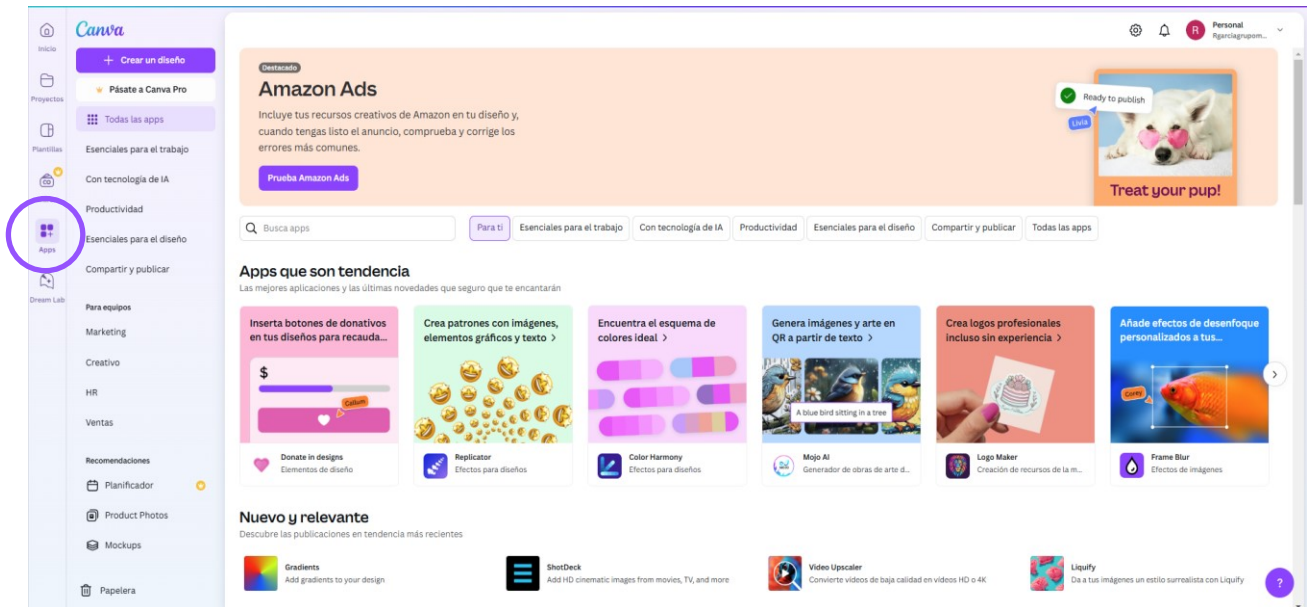 Inicio
Proyectos
Plantillas
Apps
Dream Lab
Canva
+ Crear un diseño
Pásate a Canva Pro
Todas las apps
Esenciales para el trabajo
Con tecnología de IA
Productividad
Esenciales para el diseño
Compartir y publicar
Para equipos
Marketing
Creativo
HR
Ventas
Recomendaciones
Planificador
Product Photos
Mockups
Papelera
R
Personal
Rgarciagrupom...
Destacado
Amazon Ads
Incluye tus recursos creativos de Amazon en tu diseño y,
cuando tengas listo el anuncio, comprueba y corrige los
errores más comunes.
Prueba Amazon Ads
Ready to publish
Livia
Treat your pup!
Busca apps
Para ti
Esenciales para el trabajo
Con tecnología de IA
Productividad
Esenciales para el diseño
Compartir y publicar
Todas las apps
Apps que son tendencia
Las mejores aplicaciones y las últimas novedades que seguro que te encantarán
Inserta botones de donativos
en tus diseños para recauda...
$
Callum
Donate in designs
Elementos de diseño
Crea patrones con imágenes,
elementos gráficos y texto >
Replicator
Efectos para diseños
Encuentra el esquema de
colores ideal >
Color Harmony
Efectos para diseños
Genera imágenes y arte en
QR a partir de texto >
A blue bird sitting in a tree
Mojo AI
Generador de obras de arte d...
Crea logos profesionales
incluso sin experiencia >
Logo Maker
Creación de recursos de la m...
Añade efectos de desenfoque
personalizados a tus...
Corey
Frame Blur
Efectos de imágenes
Nuevo y relevante
Descubre las publicaciones en tendencia más recientes
Gradients
Add gradients to your design
ShotDeck
Add HD cinematic images from movies, TV, and more
Video Upscaler
Convierte vídeos de baja calidad en vídeos HD o 4K
Liquify
Da a tus imágenes un estilo surrealista con Liquify
?